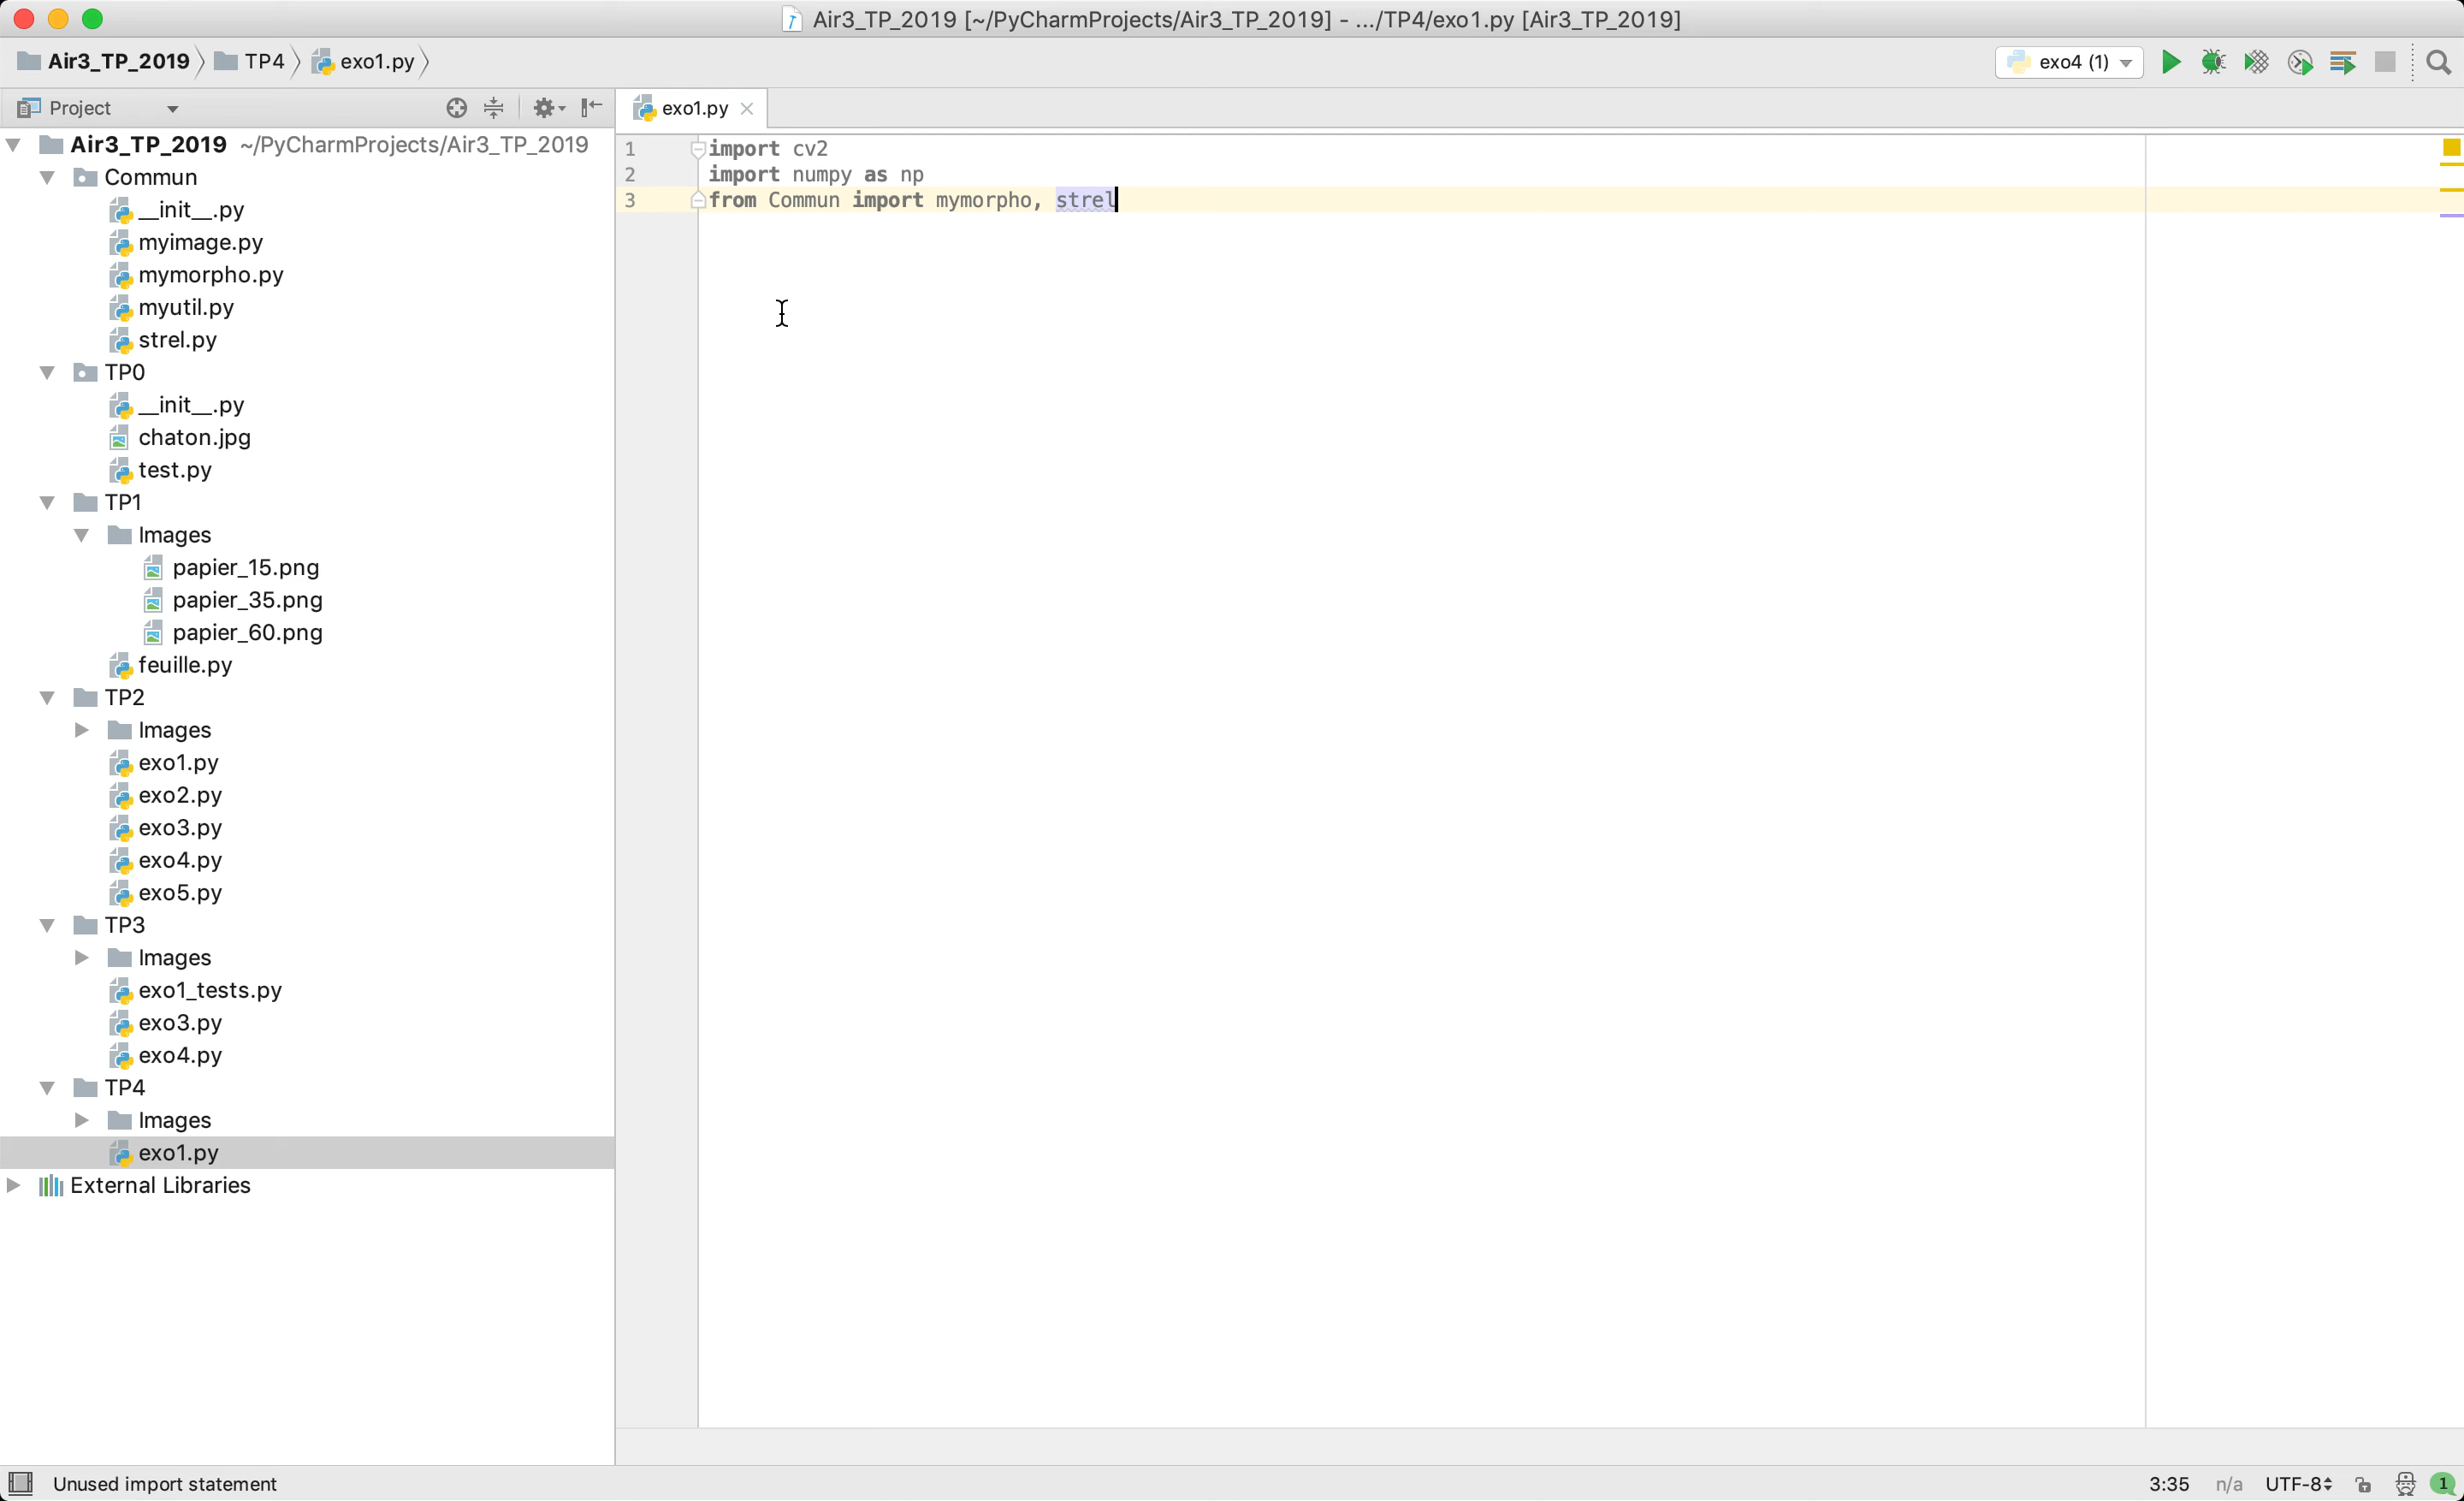 Air3_TP_2019 [~/PyCharmProjects/Air3_TP_2019] - .../TP4/exo1.py [Air3_TP_2019]
Air3_TP_2019 TP4 exo1.py exo4 (1)
Project exo1.py
Air3_TP_2019 ~/PyCharmProjects/Air3_TP_2019
Commun
__init__.py
myimage.py
mymorpho.py
myutil.py
strel.py
TP0
__init__.py
chaton.jpg
test.py
TP1
Images
papier_15.png
papier_35.png
papier_60.png
feuille.py
TP2
Images
exo1.py
exo2.py
exo3.py
exo4.py
exo5.py
TP3
Images
exo1_tests.py
exo3.py
exo4.py
TP4
Images
exo1.py
External Libraries
1 import cv2
2 import numpy as np
3 from Commun import mymorpho, strel
Unused import statement 3:35 n/a UTF-8 1